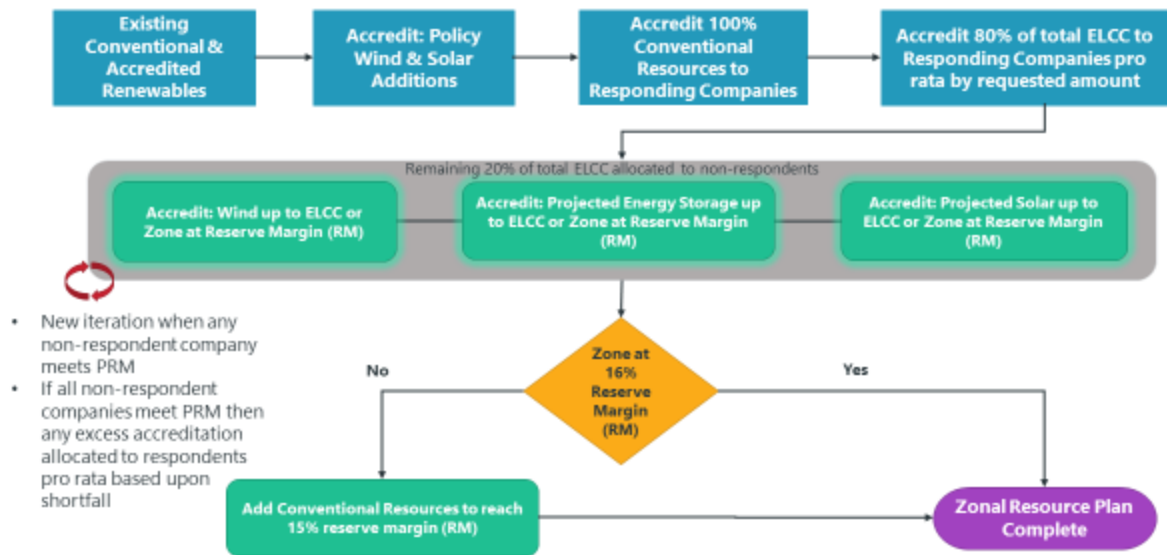 Existing
Conventional &
Accredited
Renewables
Accredit: Policy
Wind & Solar
Additions
Accredit 100%
Conventional
Resources to
Responding Companies
Accredit 80% of total ELCC to
Responding Companies pro
rata by requested amount
Remaining 20% of total ELCC allocated to non-respondents
Accredit: Wind up to ELCC or
Zone at Reserve Margin (RM)
Accredit: Projected Energy Storage up
to ELCC or Zone at Reserve Margin
(RM)
Accredit: Projected Solar up to
ELCC or Zone at Reserve Margin
(RM)
• New iteration when any
non-respondent company
meets PRM
• If all non-respondent
companies meet PRM then
any excess accreditation
allocated to respondents
pro rata based upon
shortfall
Zone at
16%
Reserve
Margin
(RM)
No
Yes
Add Conventional Resources to reach
15% reserve margin (RM)
Zonal Resource Plan
Complete